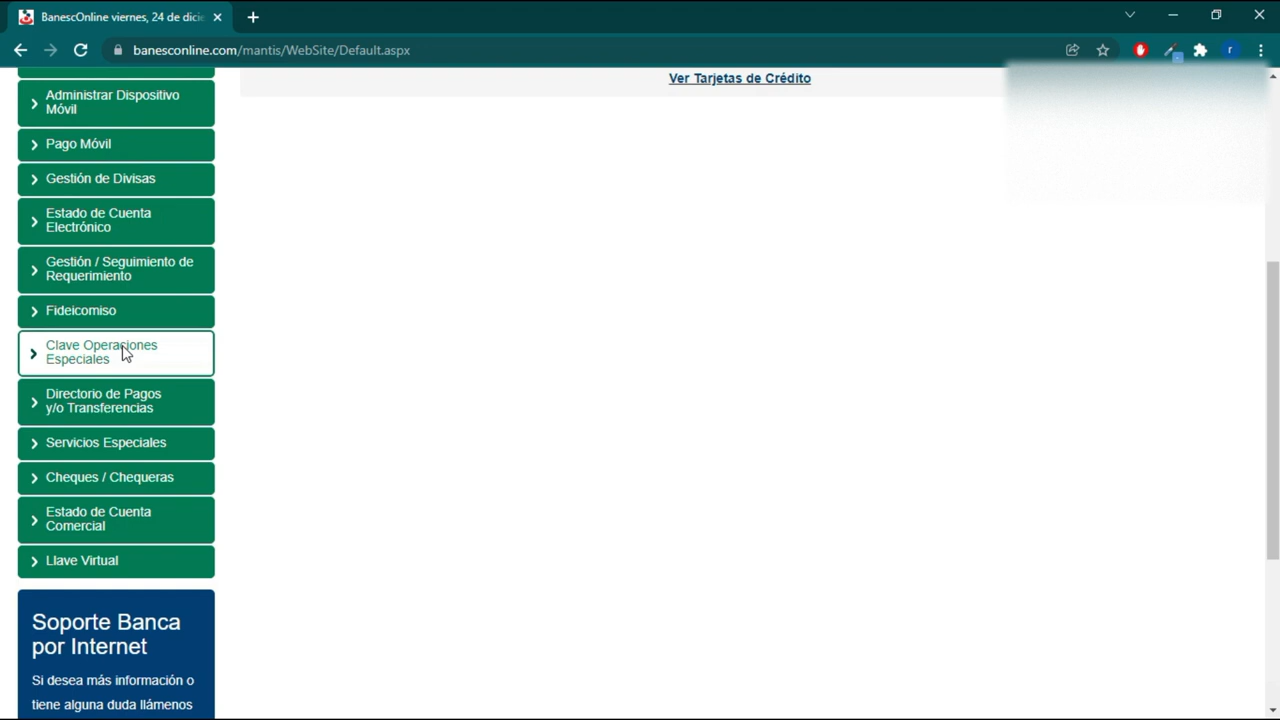 BanescOnline viernes, 24 de dicie
banesconline.com/mantis/WebSite/Default.aspx
r
Ver Tarjetas de Crédito
Administrar Dispositivo
Móvil
Pago Móvil
Gestión de Divisas
Estado de Cuenta
Electrónico
Gestión / Seguimiento de
Requerimiento
Fideicomiso
Clave Operaciones
Especiales
Directorio de Pagos
y/o Transferencias
Servicios Especiales
Cheques / Chequeras
Estado de Cuenta
Comercial
Llave Virtual
Soporte Banca
por Internet
Si desea más información o
tiene alguna duda llámenos